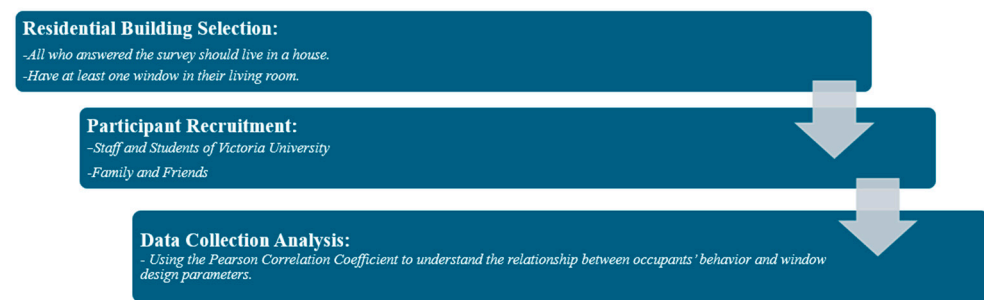 Residential Building Selection:
-All who answered the survey should live in a house.
-Have at least one window in their living room.
Participant Recruitment:
-Staff and Students of Victoria University
-Family and Friends
Data Collection Analysis:
- Using the Pearson Correlation Coefficient to understand the relationship between occupants' behavior and window
design parameters.